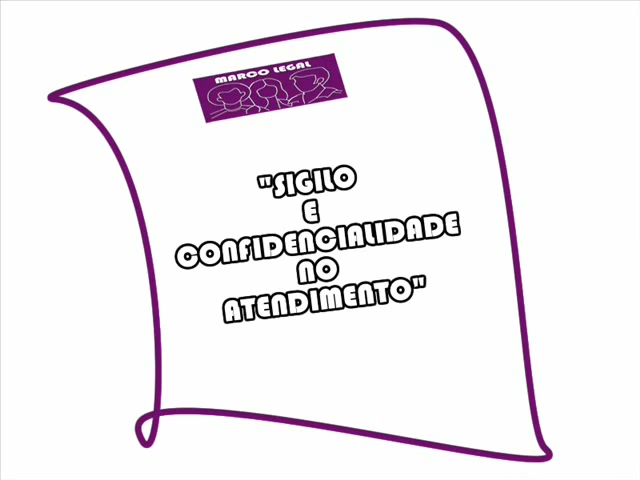 MARCO LEGAL
"SIGILO
E
CONFIDENCIALIDADE
NO
ATENDIMENTO"